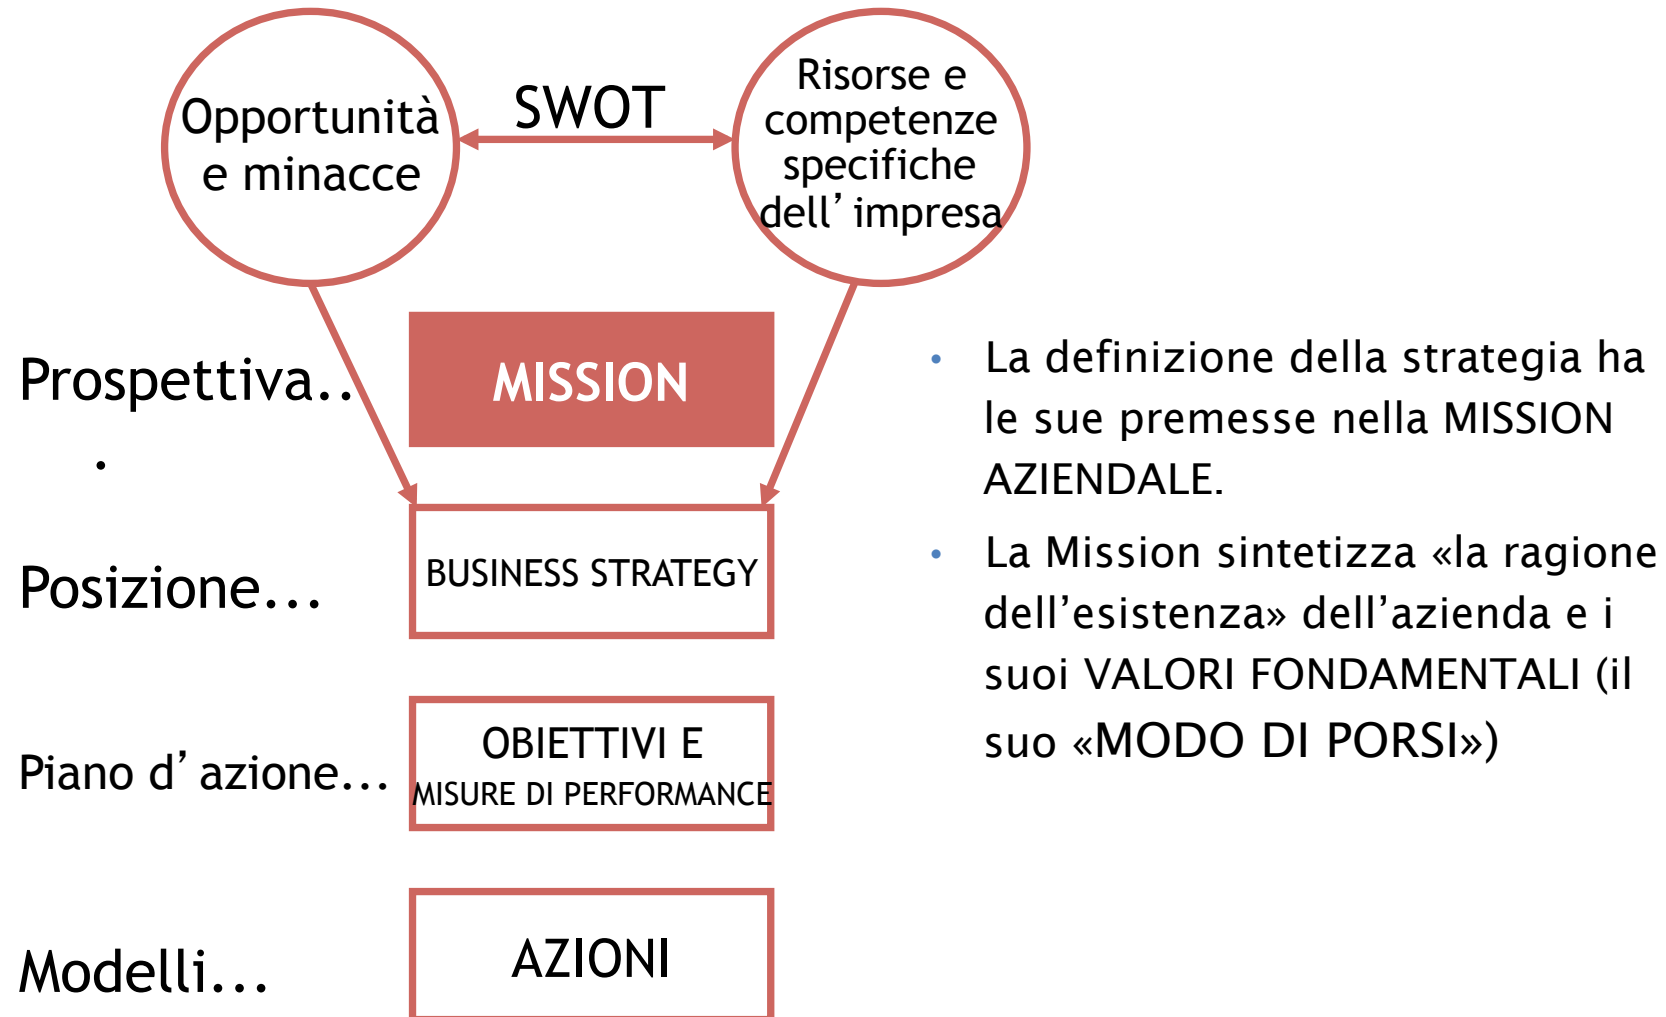 Opportunità
e minacce
SWOT
Risorse e
competenze
specifiche
dell’ impresa
Prospettiva..
.
MISSION
Posizione...
BUSINESS STRATEGY
Piano d’ azione...
OBIETTIVI E
MISURE DI PERFORMANCE
Modelli...
AZIONI
• La definizione della strategia ha
le sue premesse nella MISSION
AZIENDALE.
• La Mission sintetizza «la ragione
dell’esistenza» dell’azienda e i
suoi VALORI FONDAMENTALI (il
suo «MODO DI PORSI»)